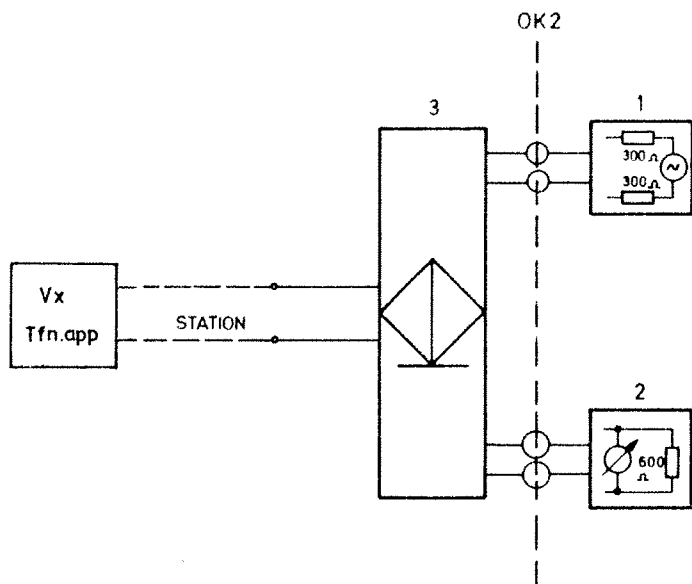 OK2
3
1
300 Ω
300 Ω
~
Vx
Tfn.app
STATION
2
600
Ω